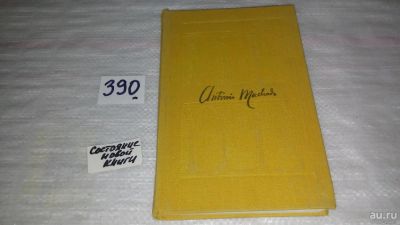 390
Состояние
новой
книги
Antonio Machado
au.ru